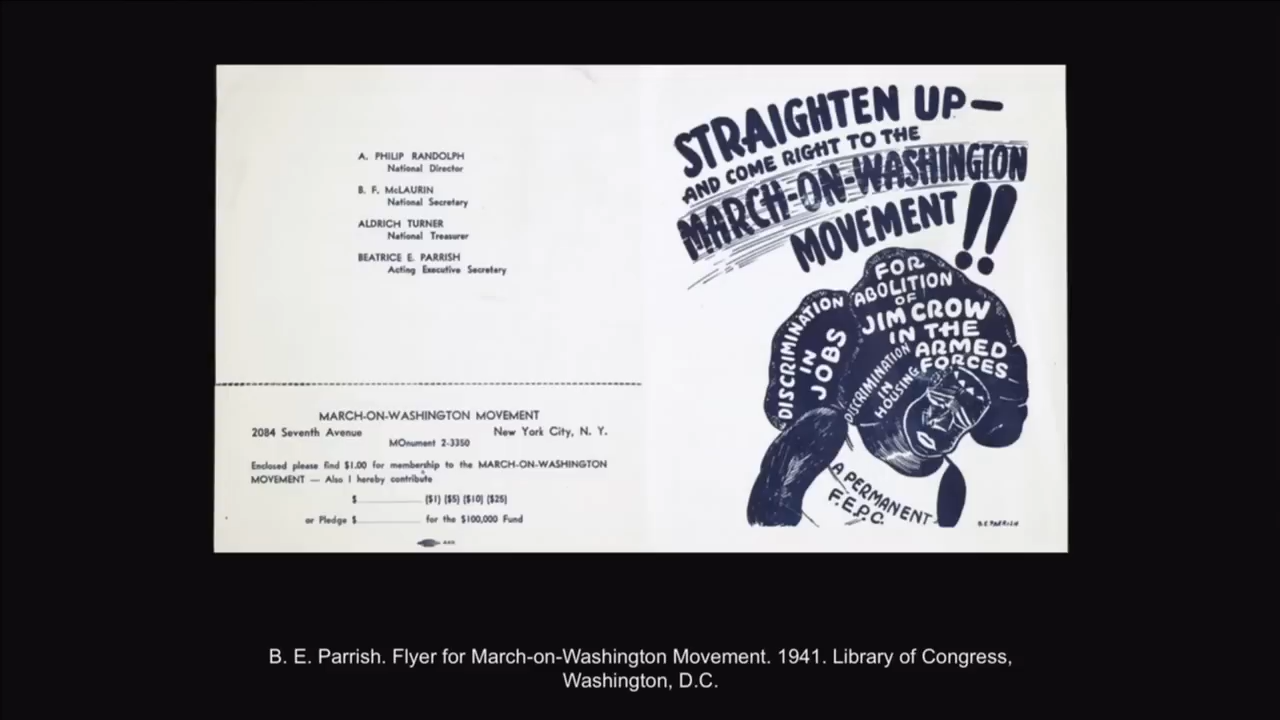 A. PHILIP RANDOLPH
National Director
B. F. McLAURIN
National Secretary
ALDRICH TURNER
National Treasurer
BEATRICE E. PARRISH
Acting Executive Secretary
MARCH-ON-WASHINGTON MOVEMENT
2084 Seventh Avenue New York City, N. Y.
MOnument 2-3350
Enclosed please find $1.00 for membership to the MARCH-ON-WASHINGTON
MOVEMENT — Also I hereby contribute
$ ($1) ($5) ($10) ($25)
or Pledge $ for the $100,000 Fund
STRAIGHTEN UP—
AND COME RIGHT TO THE
MARCH-ON-WASHINGTON
MOVEMENT!!
DISCRIMINATION
IN
JOBS
FOR
ABOLITION
OF
JIM CROW
IN THE
ARMED
FORCES
DISCRIMINATION
IN
HOUSING
A PERMANENT
F.E.P.C.
B.E PARRISH
B. E. Parrish. Flyer for March-on-Washington Movement. 1941. Library of Congress,
Washington, D.C.